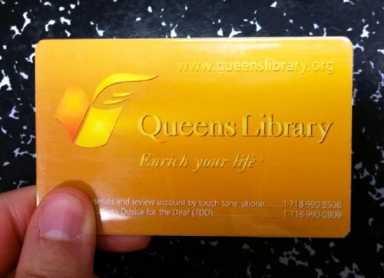 www.queenslibrary.org
Queens Library
Enrich your life
and review account by touch tone phone
Device for the Deaf (TDD)